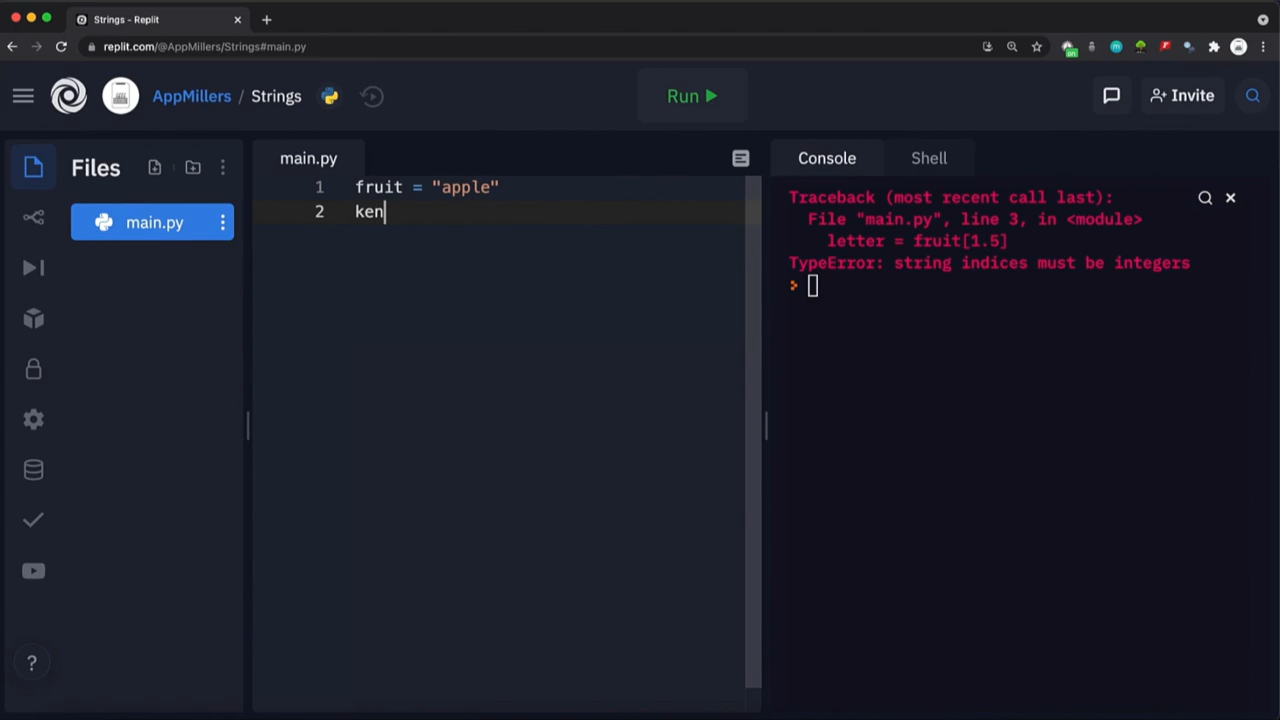 Strings - Replit
replit.com/@AppMillers/Strings#main.py
on
AppMillers / Strings
Run
Invite
Files
main.py
main.py
1 fruit = "apple"
2 ken
Console
Shell
Traceback (most recent call last):
File "main.py", line 3, in <module>
letter = fruit[1.5]
TypeError: string indices must be integers
?